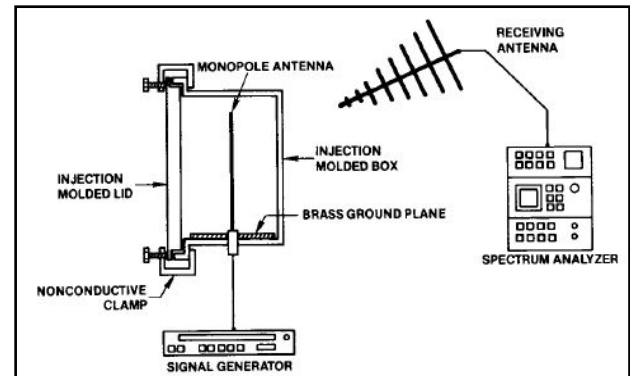 MONOPOLE ANTENNA
RECEIVING
ANTENNA
INJECTION
MOLDED BOX
INJECTION
MOLDED LID
BRASS GROUND PLANE
SPECTRUM ANALYZER
NONCONDUCTIVE
CLAMP
SIGNAL GENERATOR